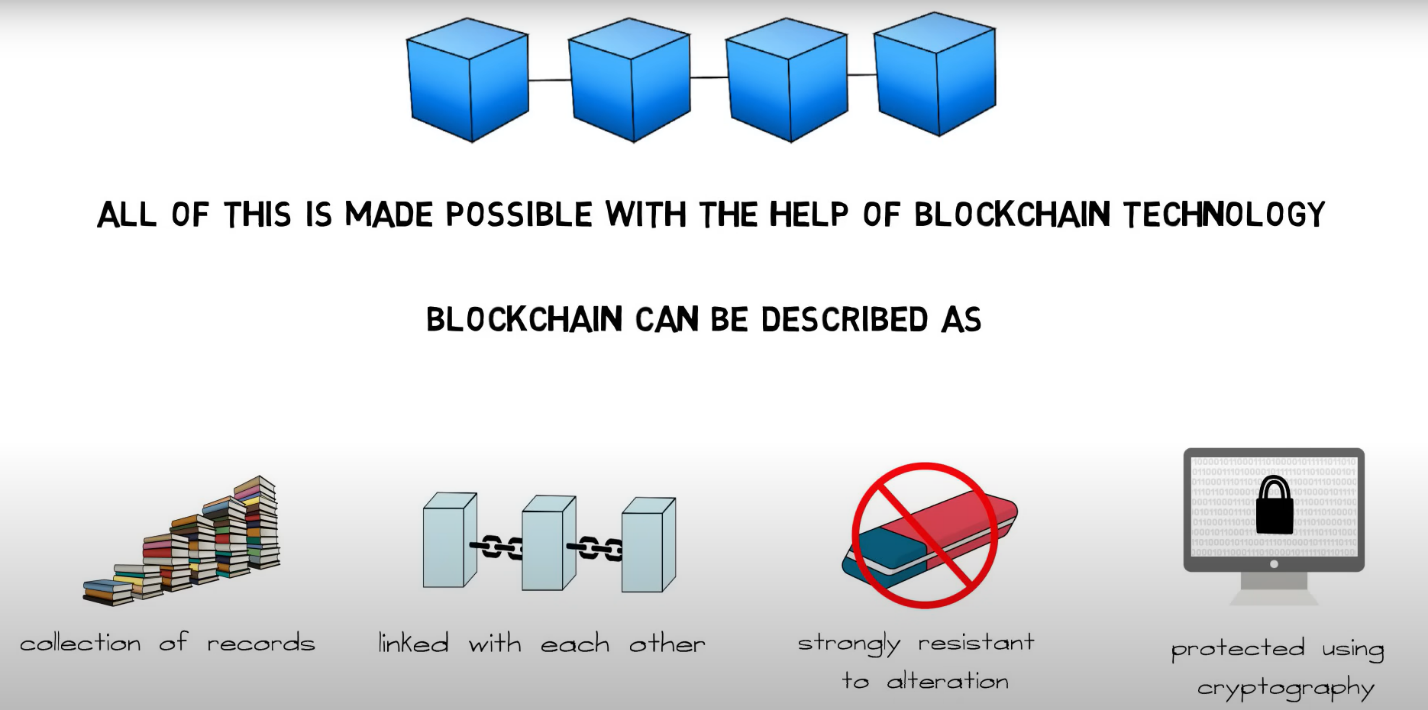 ALL OF THIS IS MADE POSSIBLE WITH THE HELP OF BLOCKCHAIN TECHNOLOGY
BLOCKCHAIN CAN BE DESCRIBED AS
collection of records
linked with each other
strongly resistant
to alteration
protected using
cryptography